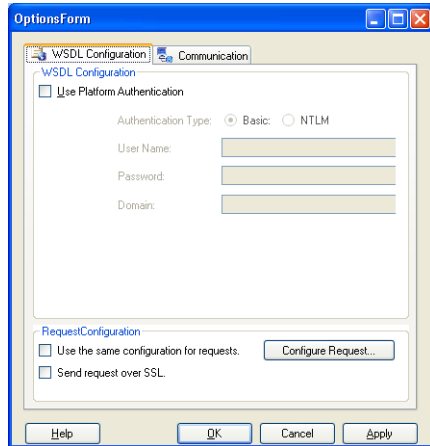 OptionsForm
WSDL Configuration Communication
WSDL Configuration
Use Platform Authentication
Authentication Type: Basic: NTLM
User Name:
Password:
Domain:
RequestConfiguration
Use the same configuration for requests. Configure Request...
Send request over SSL.
Help OK Cancel Apply